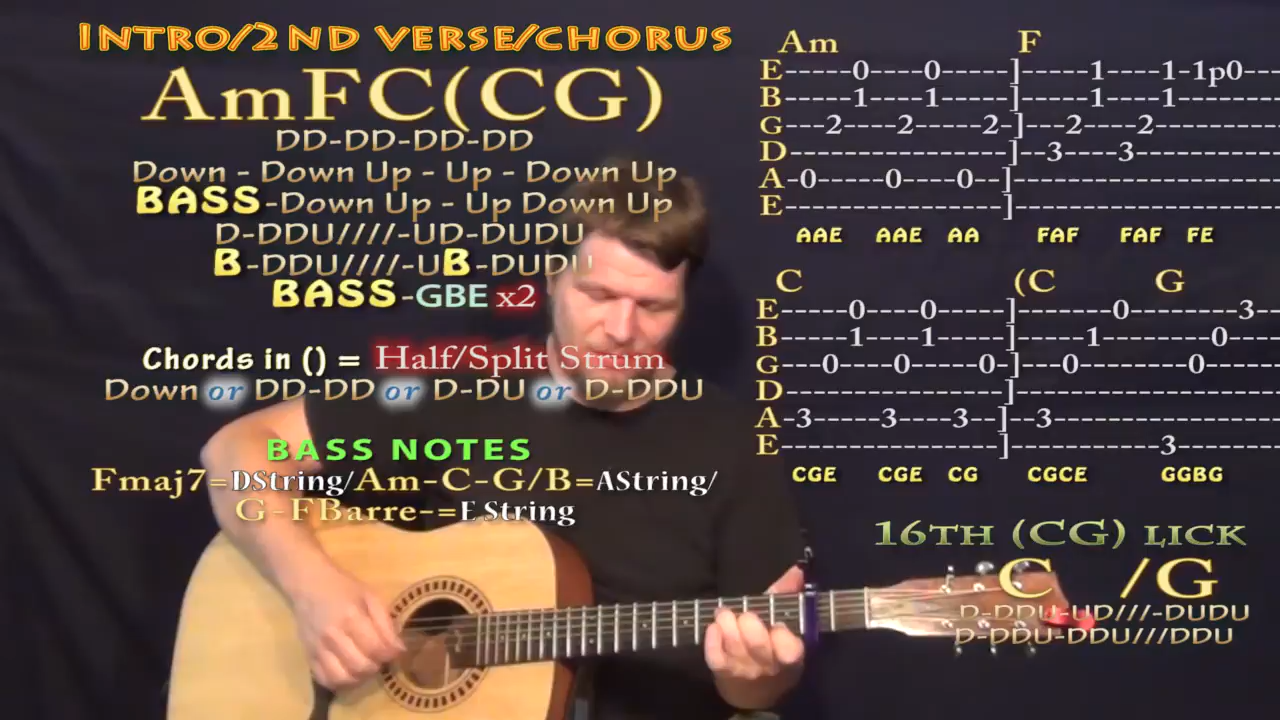 INTRO/2ND VERSE/CHORUS
AmFC(CG)
DD-DD-DD-DD
Down - Down Up - Up - Down Up
BASS-Down Up - Up Down Up
D-DDU////-UD-DUDU
B-DDU////-UB-DUDU
BASS-GBE x2
Chords in () = Half/Split Strum
Down or DD-DD or D-DU or D-DDU
BASS NOTES
Fmaj7=DString/Am-C-G/B=AString/
G-FBarre-=E String
Am F
E-----0----0-----]-----1----1-1p0---
B-----1----1-----]-----1----1-------
G---2----2----2-]---2----2---------
D----------------]--3----3----------
A-0-----0----0--]------------------
E---------------]-------------------
AAE AAE AA FAF FAF FE
C (C G
E-----0----0-----]-------0--------3--
B-----1----1-----]-----1-------0----
G---0----0----0-]---0-------0------
D----------------]------------------
A-3-----3----3--]--3---------------
E---------------]----------3--------
CGE CGE CG CGCE GGBG
16TH (CG) LICK
C /G
D-DDU-UD///-DUDU
D-DDU-DDU///DDU